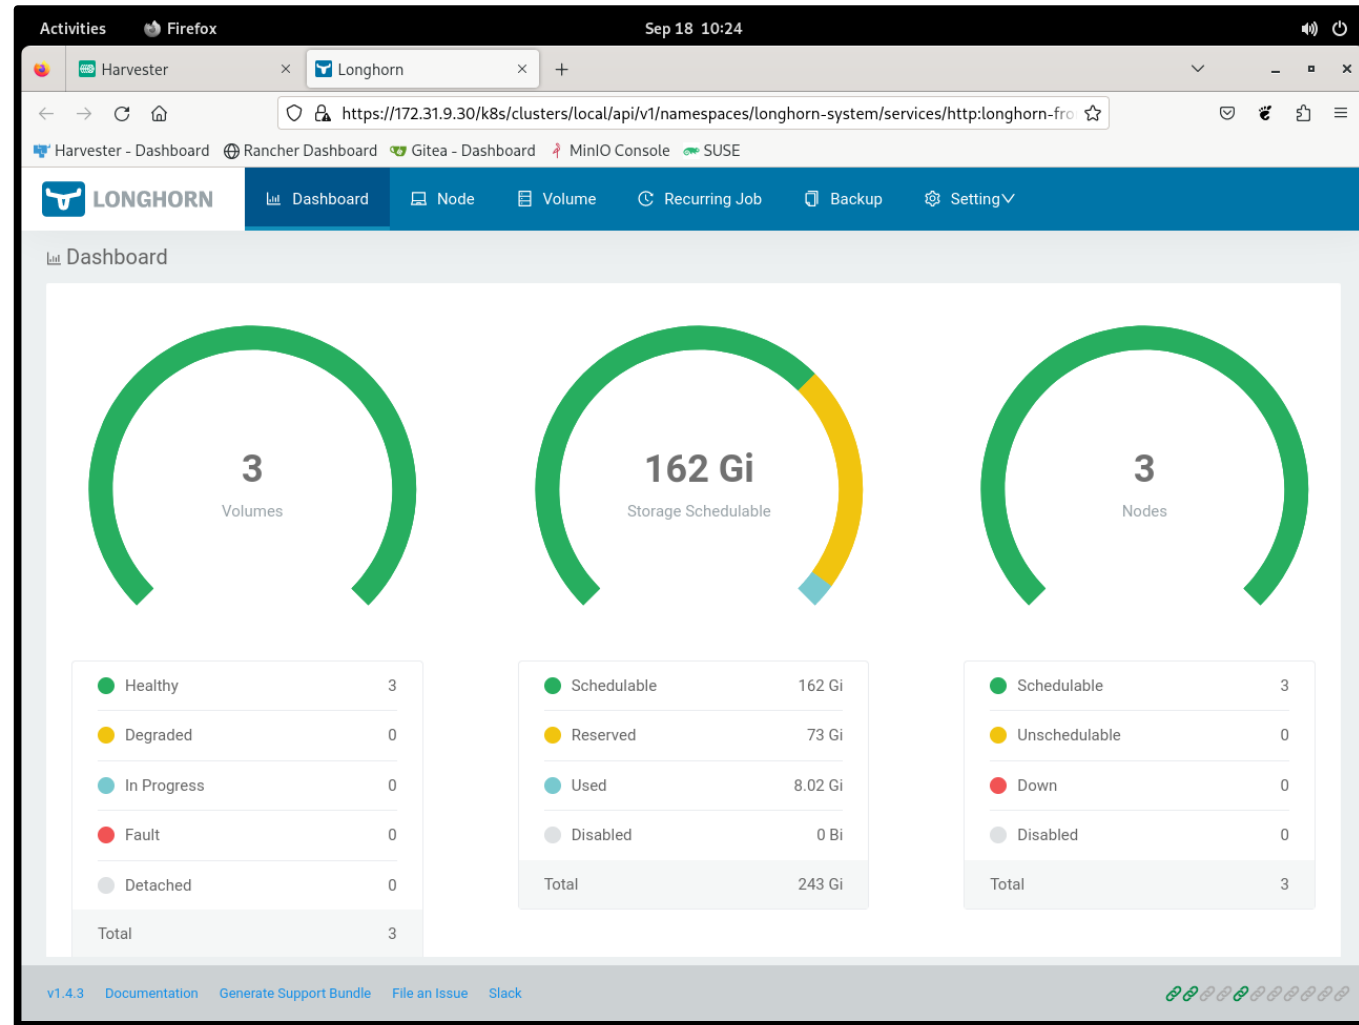 Activities Firefox Sep 18 10:24
Harvester Longhorn
https://172.31.9.30/k8s/clusters/local/api/v1/namespaces/longhorn-system/services/http:longhorn-fro
Harvester - Dashboard Rancher Dashboard Gitea - Dashboard MinIO Console SUSE
LONGHORN Dashboard Node Volume Recurring Job Backup Setting
Dashboard
3
Volumes
162 Gi
Storage Schedulable
3
Nodes
Healthy 3
Degraded 0
In Progress 0
Fault 0
Detached 0
Total 3
Schedulable 162 Gi
Reserved 73 Gi
Used 8.02 Gi
Disabled 0 Bi
Total 243 Gi
Schedulable 3
Unschedulable 0
Down 0
Disabled 0
Total 3
v1.4.3 Documentation Generate Support Bundle File an Issue Slack